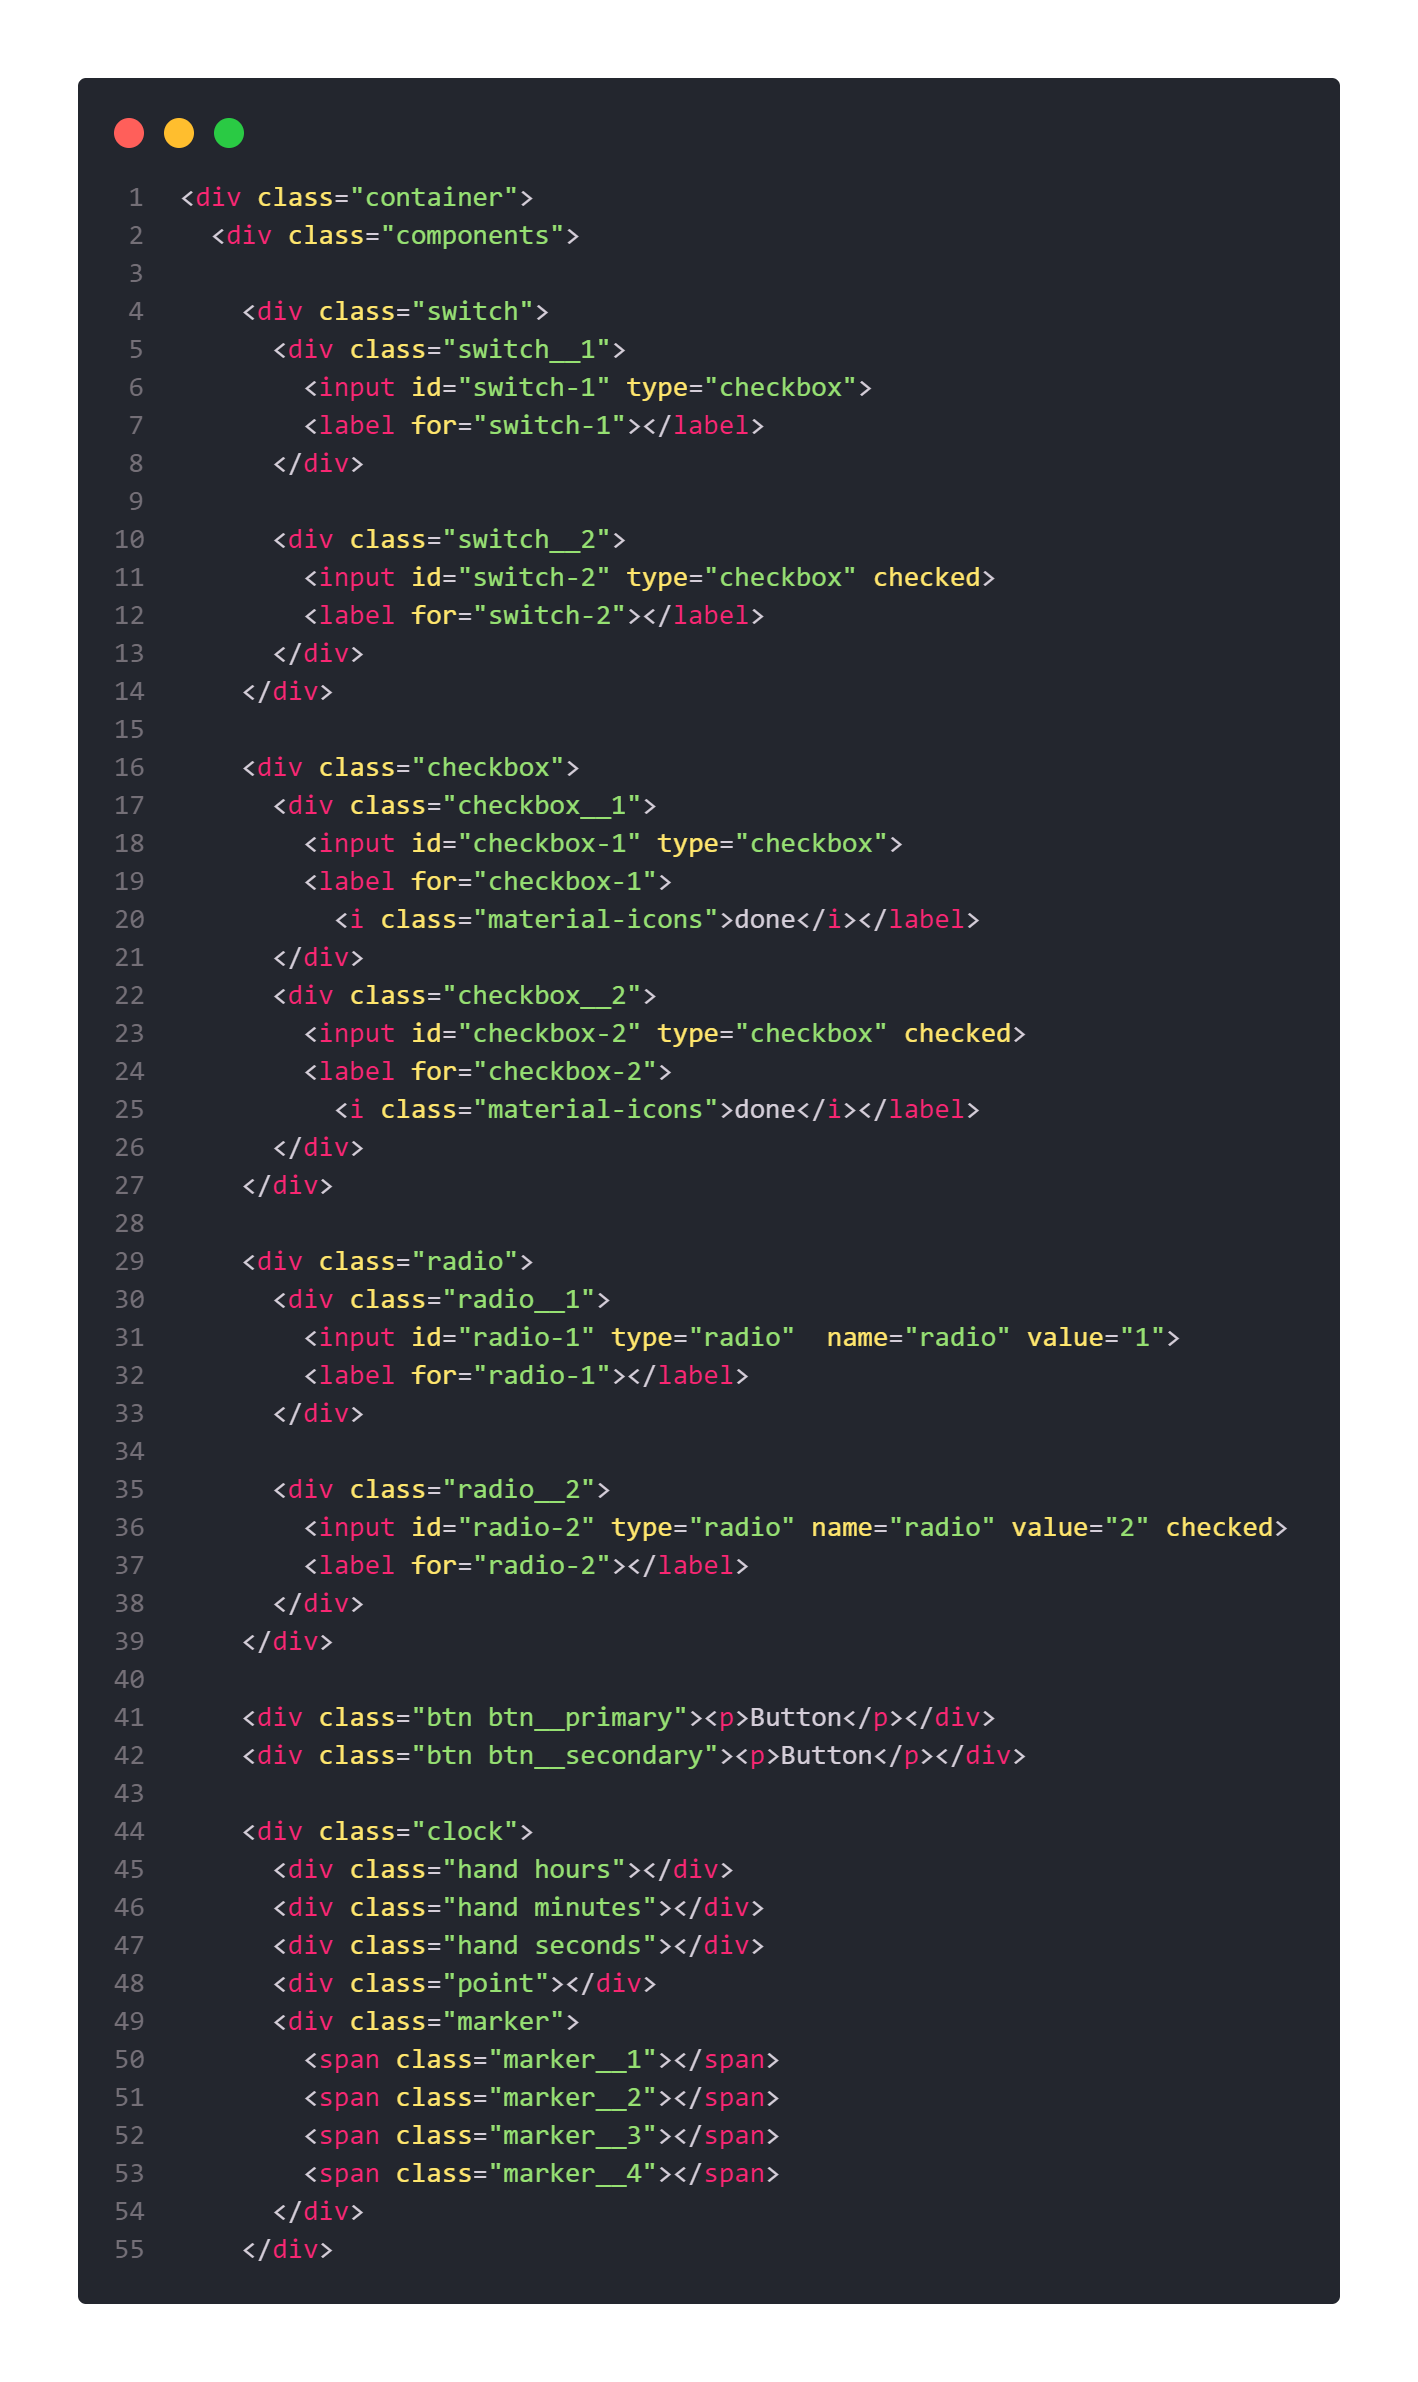 1 <div class="container">
2   <div class="components">
3
4     <div class="switch">
5       <div class="switch__1">
6         <input id="switch-1" type="checkbox">
7         <label for="switch-1"></label>
8       </div>
9
10       <div class="switch__2">
11         <input id="switch-2" type="checkbox" checked>
12         <label for="switch-2"></label>
13       </div>
14     </div>
15
16     <div class="checkbox">
17       <div class="checkbox__1">
18         <input id="checkbox-1" type="checkbox">
19         <label for="checkbox-1">
20           <i class="material-icons">done</i></label>
21       </div>
22       <div class="checkbox__2">
23         <input id="checkbox-2" type="checkbox" checked>
24         <label for="checkbox-2">
25           <i class="material-icons">done</i></label>
26       </div>
27     </div>
28
29     <div class="radio">
30       <div class="radio__1">
31         <input id="radio-1" type="radio"  name="radio" value="1">
32         <label for="radio-1"></label>
33       </div>
34
35       <div class="radio__2">
36         <input id="radio-2" type="radio" name="radio" value="2" checked>
37         <label for="radio-2"></label>
38       </div>
39     </div>
40
41     <div class="btn btn__primary"><p>Button</p></div>
42     <div class="btn btn__secondary"><p>Button</p></div>
43
44     <div class="clock">
45       <div class="hand hours"></div>
46       <div class="hand minutes"></div>
47       <div class="hand seconds"></div>
48       <div class="point"></div>
49       <div class="marker">
50         <span class="marker__1"></span>
51         <span class="marker__2"></span>
52         <span class="marker__3"></span>
53         <span class="marker__4"></span>
54       </div>
55     </div>